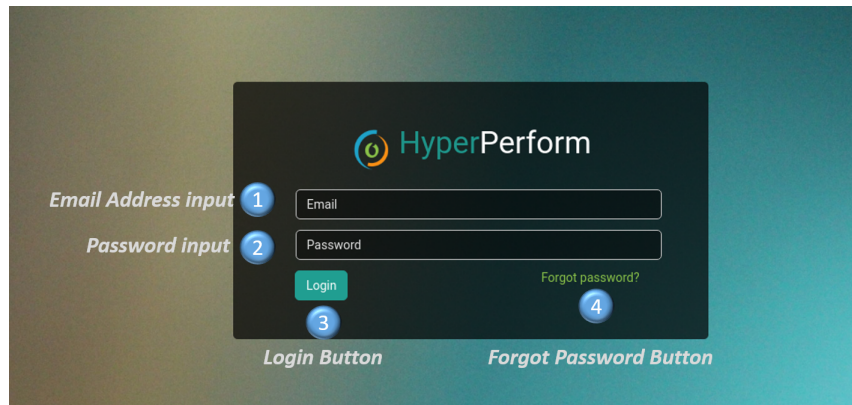 HyperPerform
Email Address input 1 Email
Password input 2 Password
Login Forgot password?
3 4
Login Button Forgot Password Button